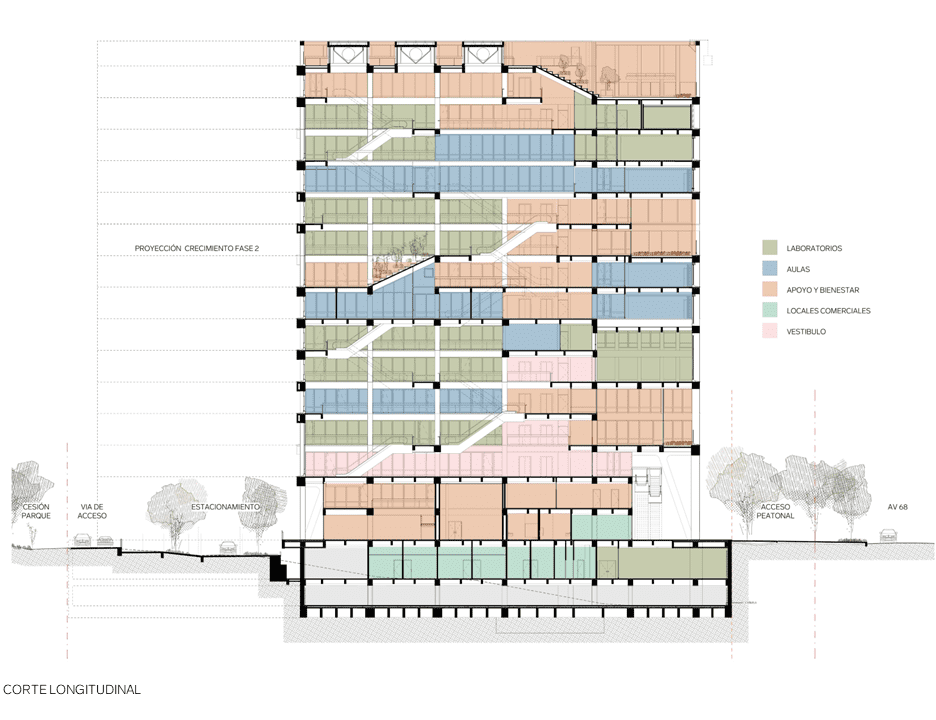 PROYECCIÓN CRECIMIENTO FASE 2
LABORATORIOS
AULAS
APOYO Y BIENESTAR
LOCALES COMERCIALES
VESTIBULO
CESIÓN
PARQUE
VIA DE
ACCESO
ESTACIONAMIENTO
ACCESO
PEATONAL
AV 68
CORTE LONGITUDINAL